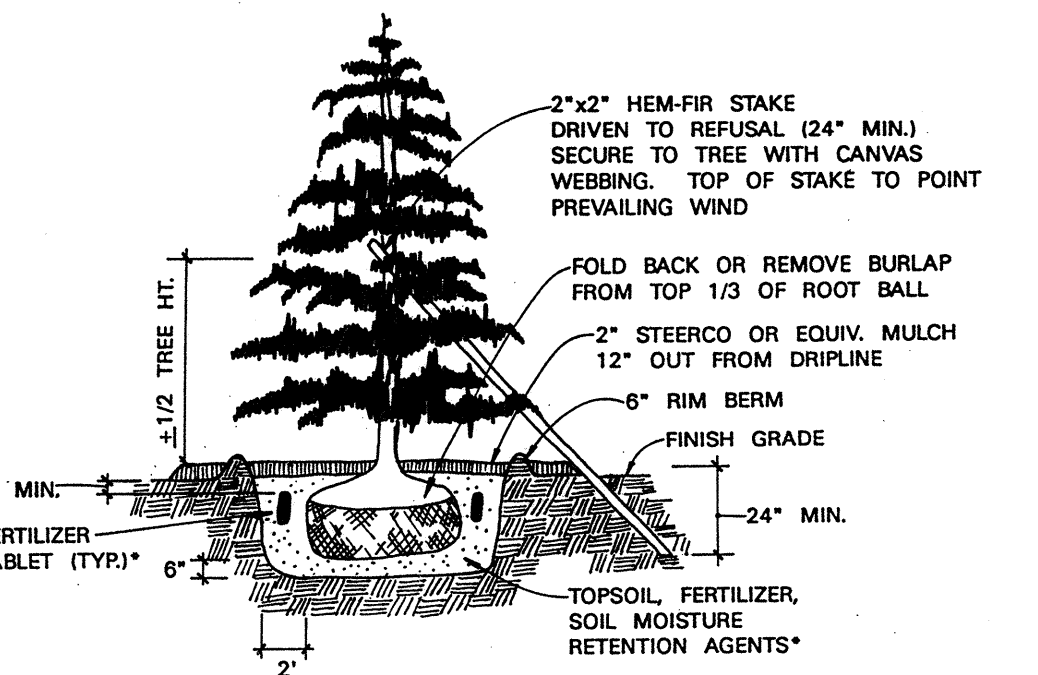 2"x2" HEM-FIR STAKE
DRIVEN TO REFUSAL (24" MIN.)
SECURE TO TREE WITH CANVAS
WEBBING. TOP OF STAKE TO POINT
PREVAILING WIND
FOLD BACK OR REMOVE BURLAP
FROM TOP 1/3 OF ROOT BALL
2" STEERCO OR EQUIV. MULCH
12" OUT FROM DRIPLINE
6" RIM BERM
FINISH GRADE
±1/2 TREE HT.
MIN.
24" MIN.
ERTILIZER
ABLET (TYP.)*
6"
TOPSOIL, FERTILIZER,
SOIL MOISTURE
RETENTION AGENTS*
2'